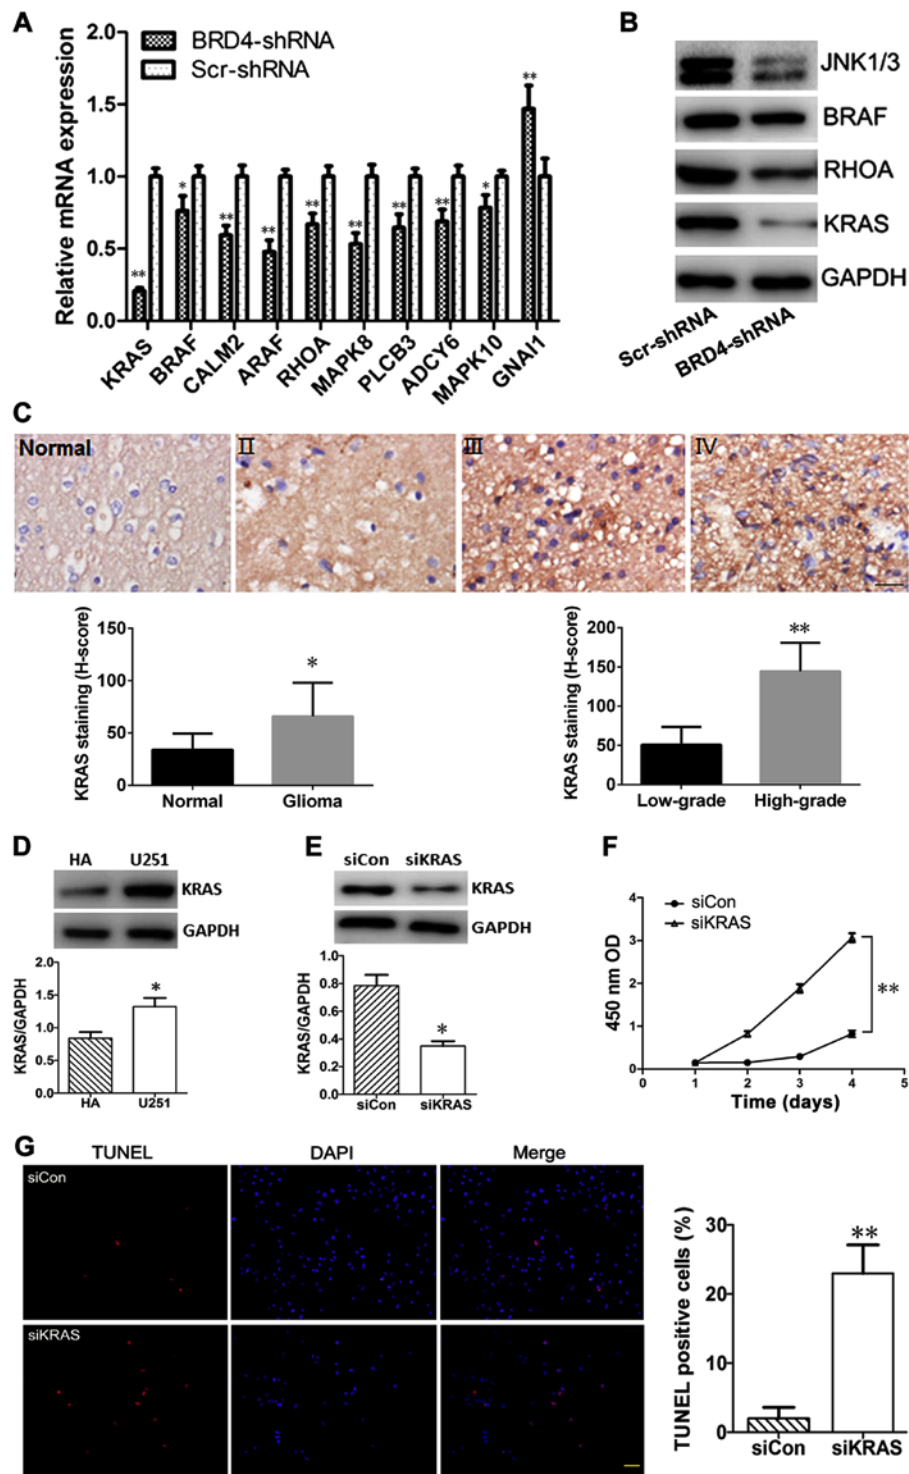 A
2.0
1.5
1.0
0.5
0.0
Relative mRNA expression
BRD4-shRNA
Scr-shRNA
** * ** ** ** ** ** ** * **
KRAS BRAF CALM2 ARAF RHOA MAPK8 PLCB3 ADCY6 MAPK10 GNAI1
B
JNK1/3
BRAF
RHOA
KRAS
GAPDH
Scr-shRNA BRD4-shRNA
C
Normal II III IV
150
100
50
0
KRAS staining (H-score)
*
Normal Glioma
200
150
100
50
0
KRAS staining (H-score)
**
Low-grade High-grade
D
HA U251
KRAS
GAPDH
2.0
1.5
1.0
0.5
0.0
KRAS/GAPDH
*
HA U251
E
siCon siKRAS
KRAS
GAPDH
0.8
0.6
0.4
0.2
0.0
KRAS/GAPDH
*
siCon siKRAS
F
siCon
siKRAS
4
3
2
1
0
450 nm OD
**
0 1 2 3 4 5
Time (days)
G
TUNEL DAPI Merge
siCon
siKRAS
30
20
10
0
TUNEL positive cells (%)
**
siCon siKRAS